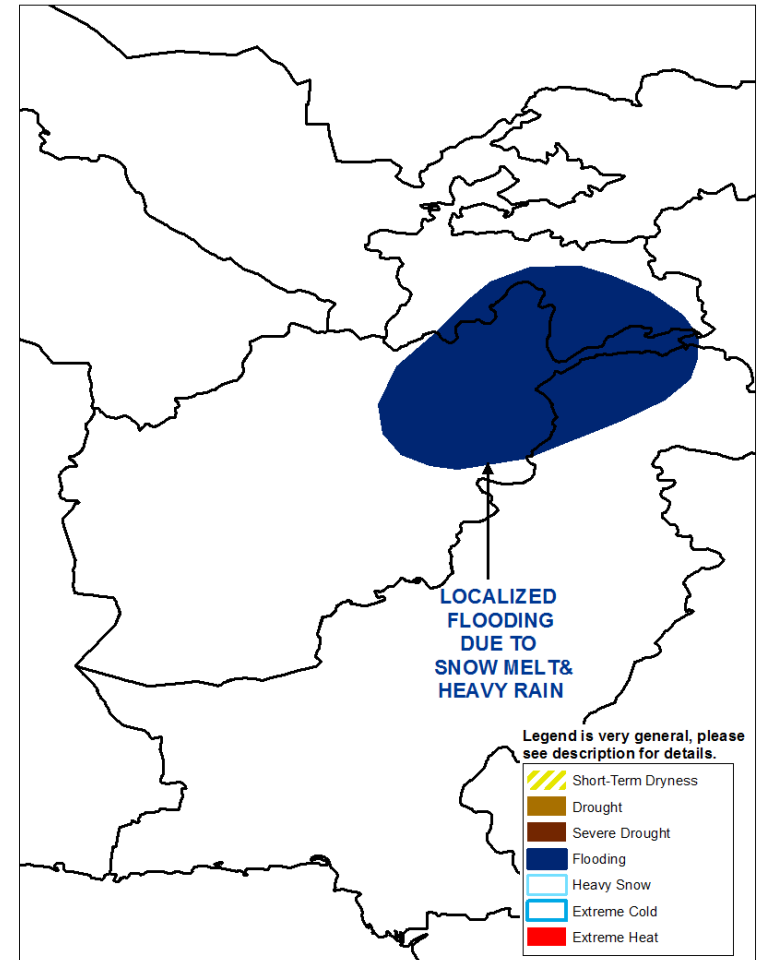 LOCALIZED
FLOODING
DUE TO
SNOW MELT&
HEAVY RAIN
Legend is very general, please
see description for details.
Short-Term Dryness
Drought
Severe Drought
Flooding
Heavy Snow
Extreme Cold
Extreme Heat